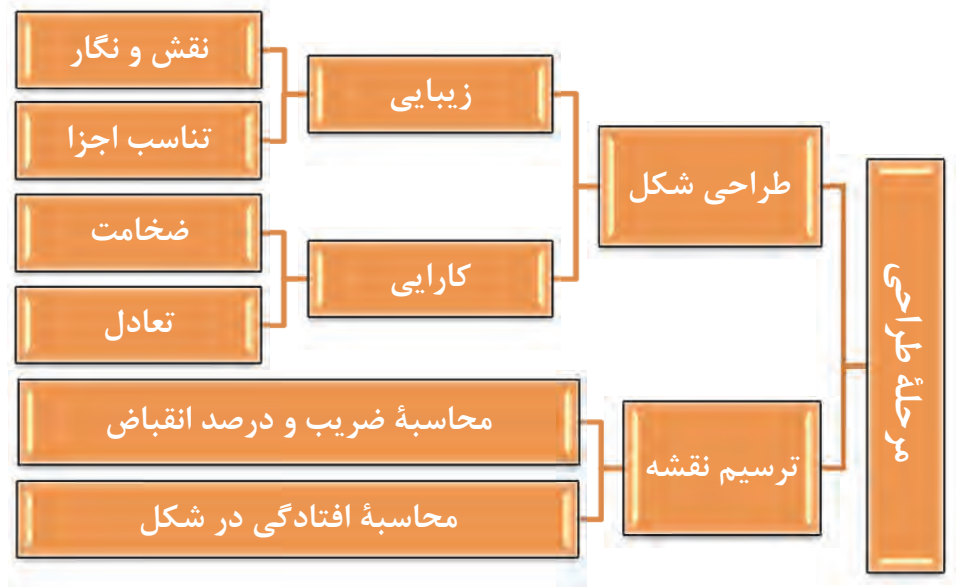 مرحلهٔ طراحی
طراحی شکل
زیبایی
نقش و نگار
تناسب اجزا
کارایی
ضخامت
تعادل
ترسیم نقشه
محاسبهٔ ضریب و درصد انقباض
محاسبهٔ افتادگی در شکل